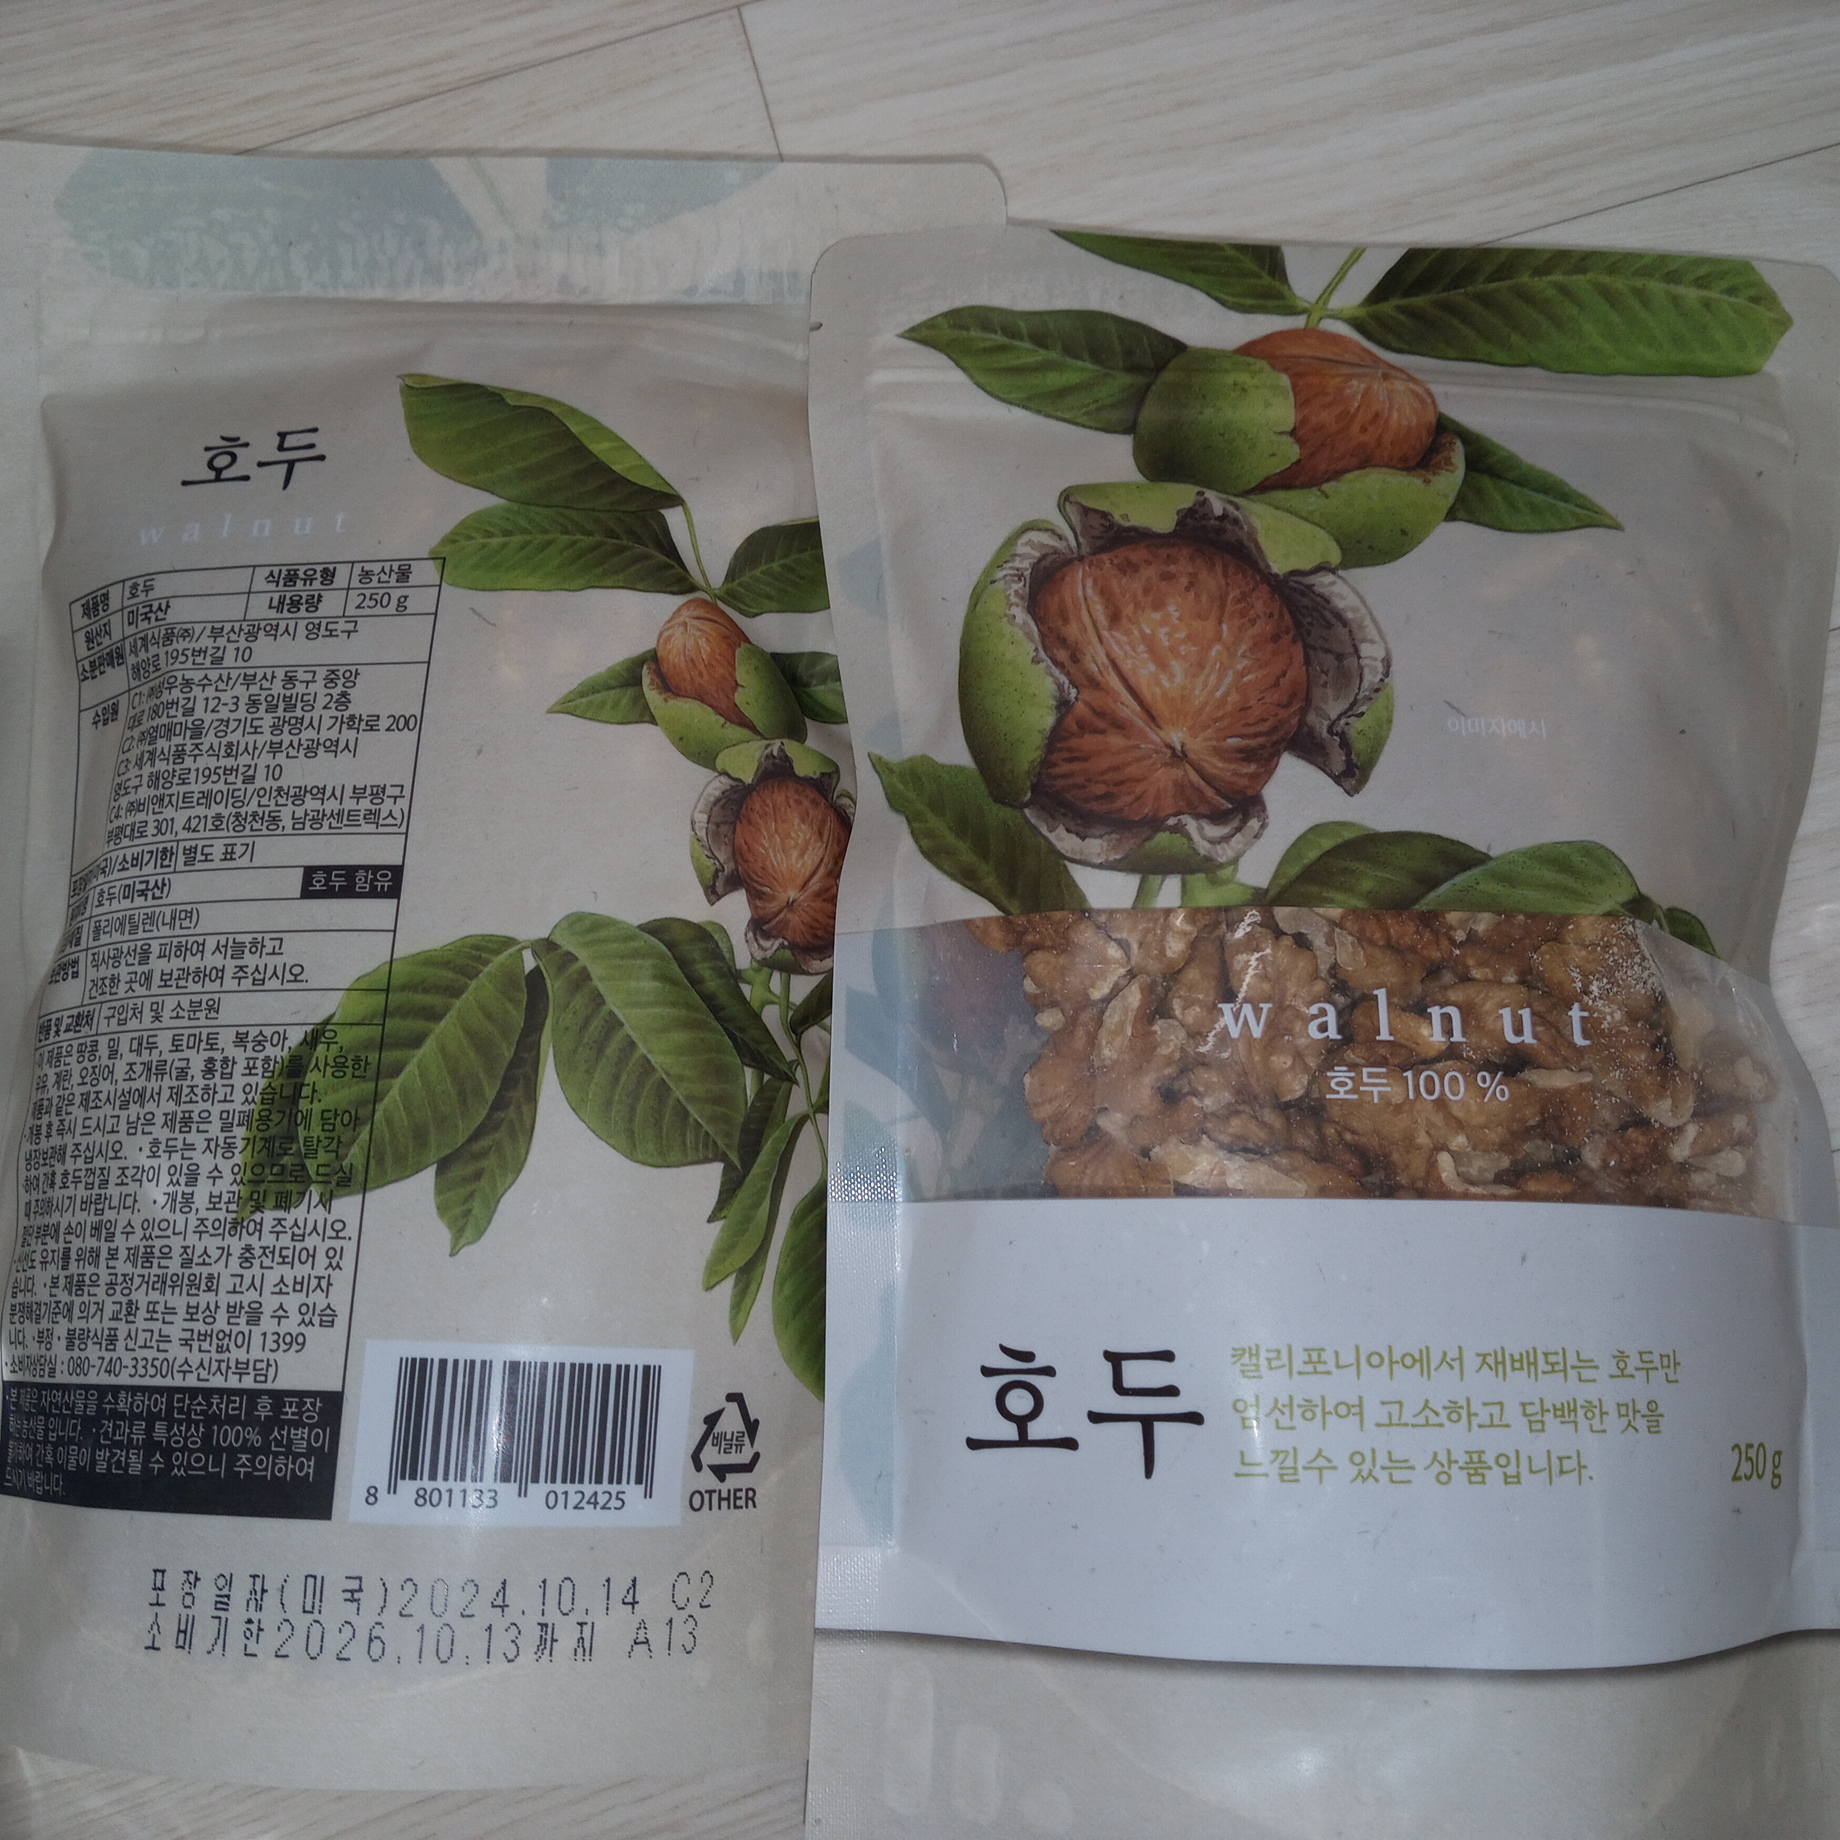 호두
walnut
제품명 호두 식품유형 농산물
원산지 미국산 내용량 250 g
소분판매원 세계식품㈜/부산광역시 영도구
해양로195번길 10
수입원 C1: ㈜성우농수산/부산 동구 중앙
대로 180번길 12-3 동일빌딩 2층
C2: ㈜열매마을/경기도 광명시 가학로 200
C3: 세계식품주식회사/부산광역시
영도구 해양로195번길 10
C4: ㈜비앤지트레이딩/인천광역시 부평구
부평대로 301, 421호(청천동, 남광센트렉스)
포장일자(미국)/소비기한 별도 표기
호두(미국산) 호두 함유
폴리에틸렌(내면)
보관방법 직사광선을 피하여 서늘하고
건조한 곳에 보관하여 주십시오.
반품 및 교환처 구입처 및 소분원
·이 제품은 땅콩, 밀, 대두, 토마토, 복숭아, 새우,
우유, 계란, 오징어, 조개류(굴, 홍합 포함)를 사용한
제품과 같은 제조시설에서 제조하고 있습니다.
·개봉 후 즉시 드시고 남은 제품은 밀폐용기에 담아
냉장보관해 주십시오. ·호두는 자동기계로 탈각
하여 간혹 호두껍질 조각이 있을 수 있으므로 드실
때 주의하시기 바랍니다. ·개봉, 보관 및 폐기시
절단 부분에 손이 베일 수 있으니 주의하여 주십시오.
·신선도 유지를 위해 본 제품은 질소가 충전되어 있
습니다. ·본 제품은 공정거래위원회 고시 소비자
분쟁해결기준에 의거 교환 또는 보상 받을 수 있습
니다. ·부정·불량식품 신고는 국번없이 1399
·소비자상담실 : 080-740-3350(수신자부담)
·본 제품은 자연산물을 수확하여 단순처리 후 포장
하는 농산물 입니다. ·견과류 특성상 100% 선별이
불가하여 간혹 이물이 발견될 수 있으니 주의하여
드시기 바랍니다.
8 801133 012425
비닐류
OTHER
포장일자(미국)2024.10.14 C2
소비기한2026.10.13까지 A13
이미지예시
walnut
호두 100 %
호두
캘리포니아에서 재배되는 호두만
엄선하여 고소하고 담백한 맛을
느낄수 있는 상품입니다.
250 g